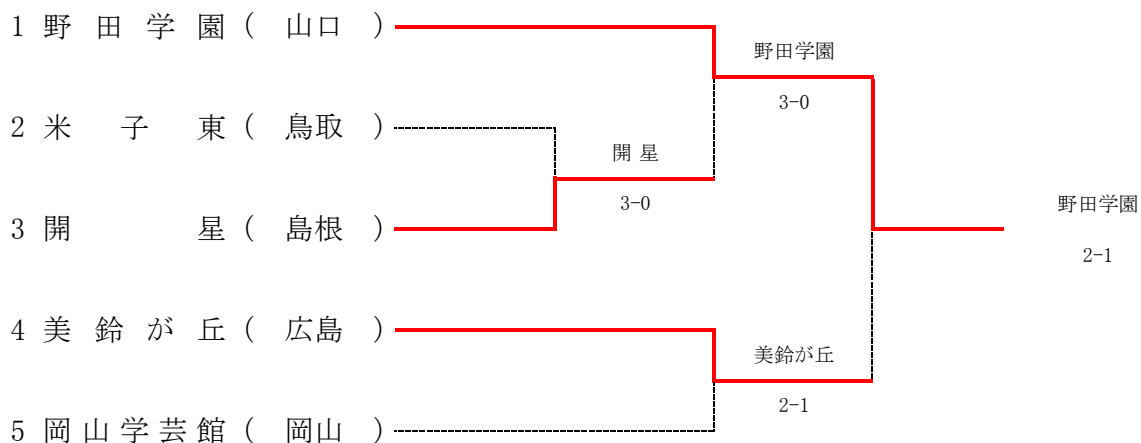 1 野田学園 ( 山口 )
野田学園
3-0
2 米子東 ( 鳥取 )
開星
3-0
3 開星 ( 島根 )
野田学園
2-1
4 美鈴が丘 ( 広島 )
美鈴が丘
2-1
5 岡山学芸館 ( 岡山 )